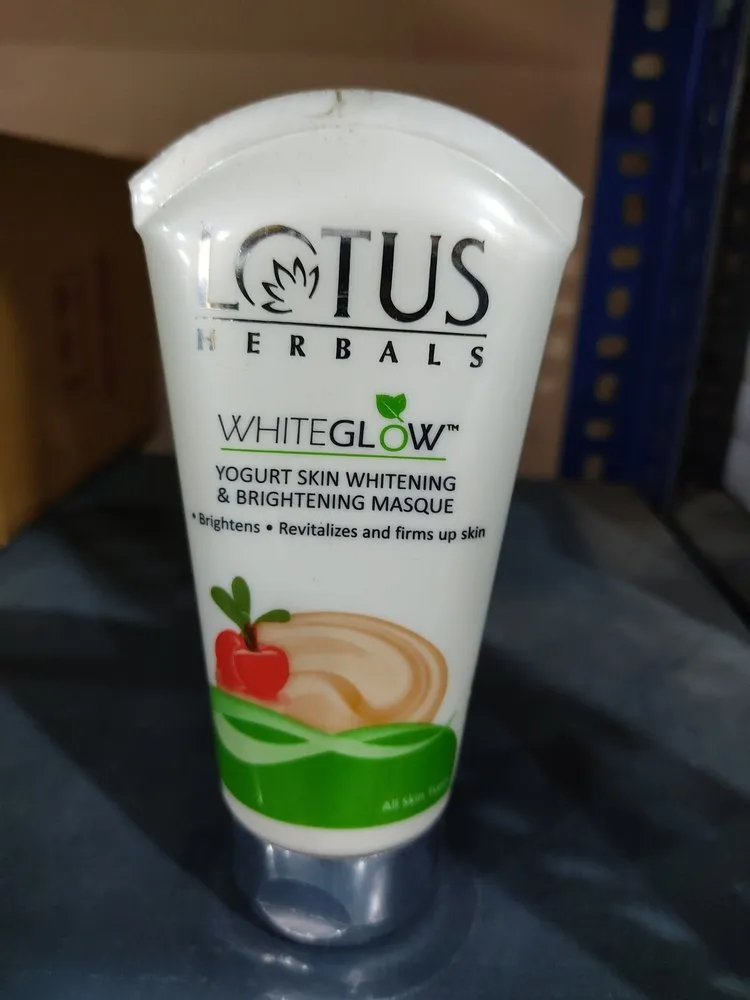 LOTUS
HERBALS
WHITEGLOW™
YOGURT SKIN WHITENING
& BRIGHTENING MASQUE
• Brightens • Revitalizes and firms up skin
All Skin